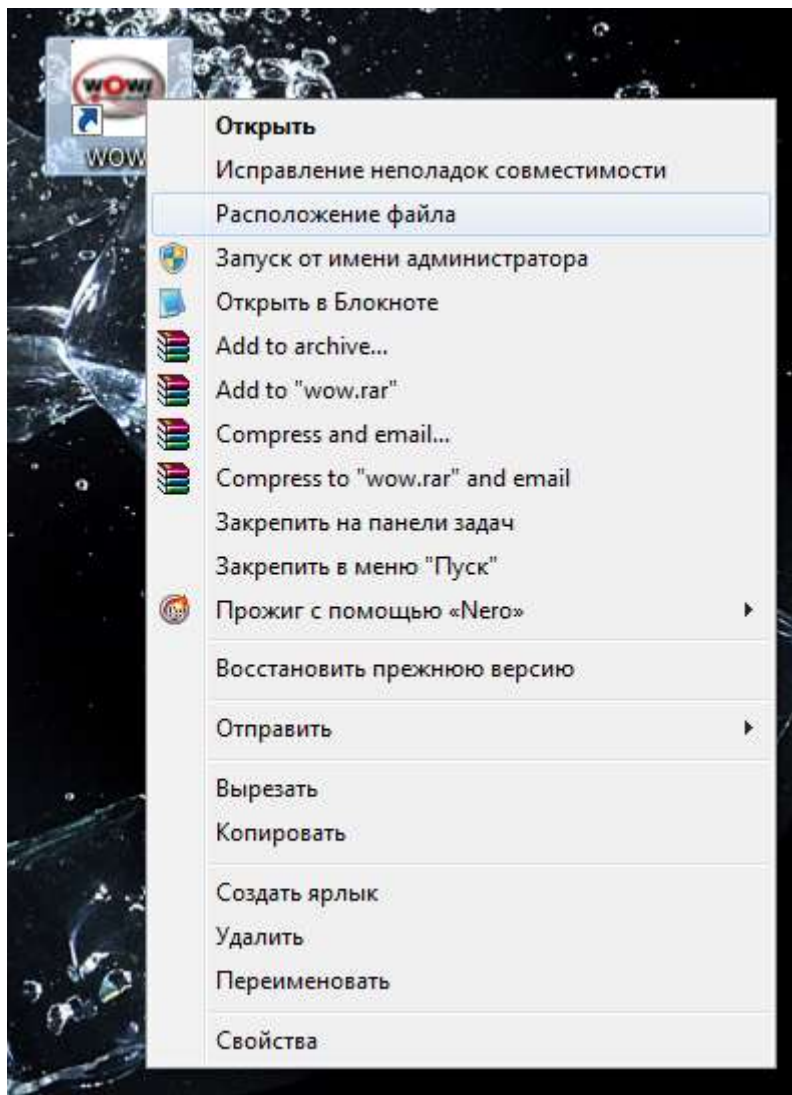 WOW!
wow
Открыть
Исправление неполадок совместимости
Расположение файла
Запуск от имени администратора
Открыть в Блокноте
Add to archive...
Add to "wow.rar"
Compress and email...
Compress to "wow.rar" and email
Закрепить на панели задач
Закрепить в меню "Пуск"
Прожиг с помощью «Nero»
Восстановить прежнюю версию
Отправить
Вырезать
Копировать
Создать ярлык
Удалить
Переименовать
Свойства